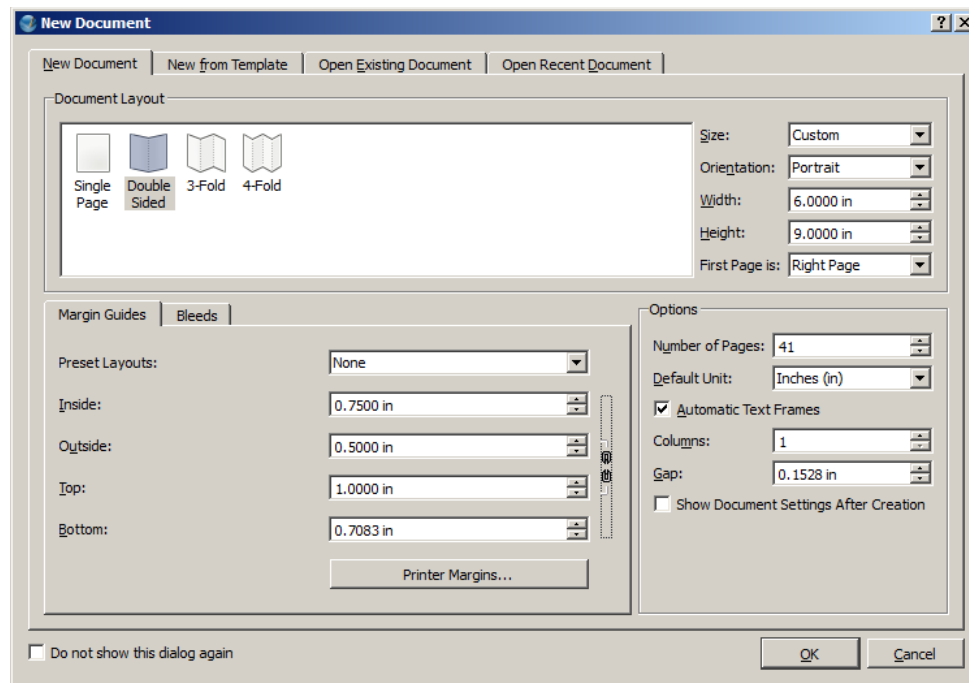 New Document
New Document New from Template Open Existing Document Open Recent Document
Document Layout
Single Page
Double Sided
3-Fold
4-Fold
Size: Custom
Orientation: Portrait
Width: 6.0000 in
Height: 9.0000 in
First Page is: Right Page
Margin Guides Bleeds
Preset Layouts: None
Inside: 0.7500 in
Outside: 0.5000 in
Top: 1.0000 in
Bottom: 0.7083 in
Printer Margins...
Options
Number of Pages: 41
Default Unit: Inches (in)
Automatic Text Frames
Columns: 1
Gap: 0.1528 in
Show Document Settings After Creation
Do not show this dialog again
OK Cancel